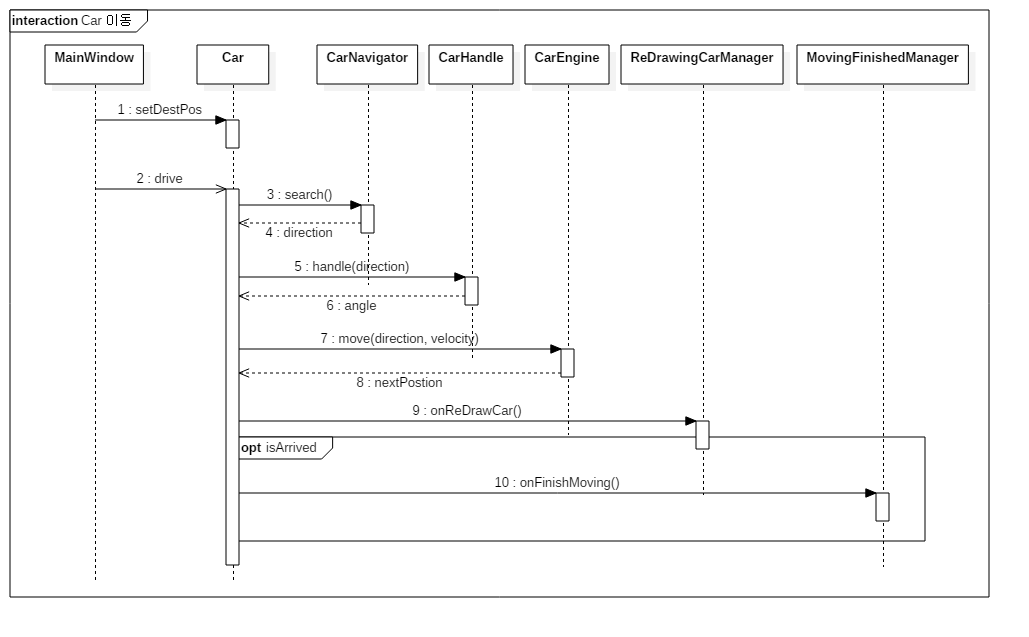 interaction Car 이동
MainWindow
Car
CarNavigator
CarHandle
CarEngine
ReDrawingCarManager
MovingFinishedManager
1 : setDestPos
2 : drive
3 : search()
4 : direction
5 : handle(direction)
6 : angle
7 : move(direction, velocity)
8 : nextPostion
9 : onReDrawCar()
opt isArrived
10 : onFinishMoving()